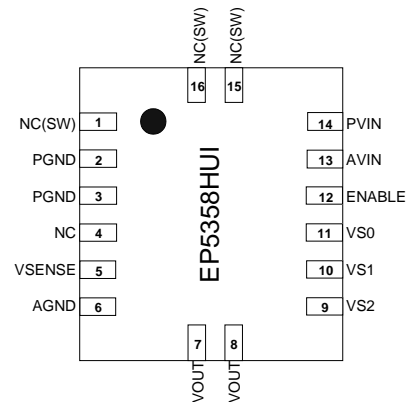 NC(SW)
NC(SW)
16
15
NC(SW) 1
14 PVIN
PGND 2
13 AVIN
PGND 3
12 ENABLE
NC 4
11 VS0
VSENSE 5
10 VS1
AGND 6
9 VS2
EP5358HUI
7
8
VOUT
VOUT